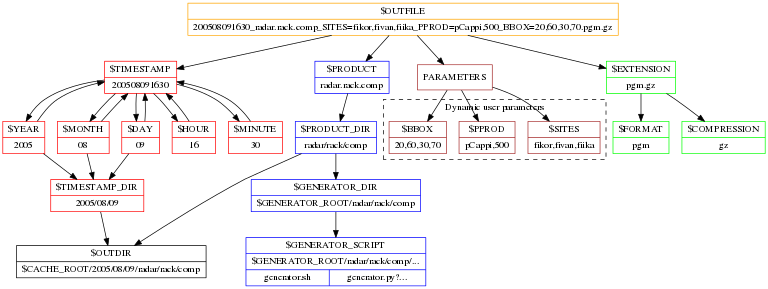 $OUTFILE
200508091630_radar.rack.comp_SITES=fikor,fivan,fiika_PPROD=pCappi,500_BBOX=20,60,30,70.pgm.gz
$TIMESTAMP
200508091630
$PRODUCT
radar.rack.comp
PARAMETERS
$EXTENSION
pgm.gz
Dynamic user parameters
$YEAR
2005
$MONTH
08
$DAY
09
$HOUR
16
$MINUTE
30
$PRODUCT_DIR
radar/rack/comp
$BBOX
20,60,30,70
$PPROD
pCappi,500
$SITES
fikor,fivan,fiika
$FORMAT
pgm
$COMPRESSION
gz
$TIMESTAMP_DIR
2005/08/09
$GENERATOR_DIR
$GENERATOR_ROOT/radar/rack/comp
$OUTDIR
$CACHE_ROOT/2005/08/09/radar/rack/comp
$GENERATOR_SCRIPT
$GENERATOR_ROOT/radar/rack/comp/...
generator.sh
generator.py?...